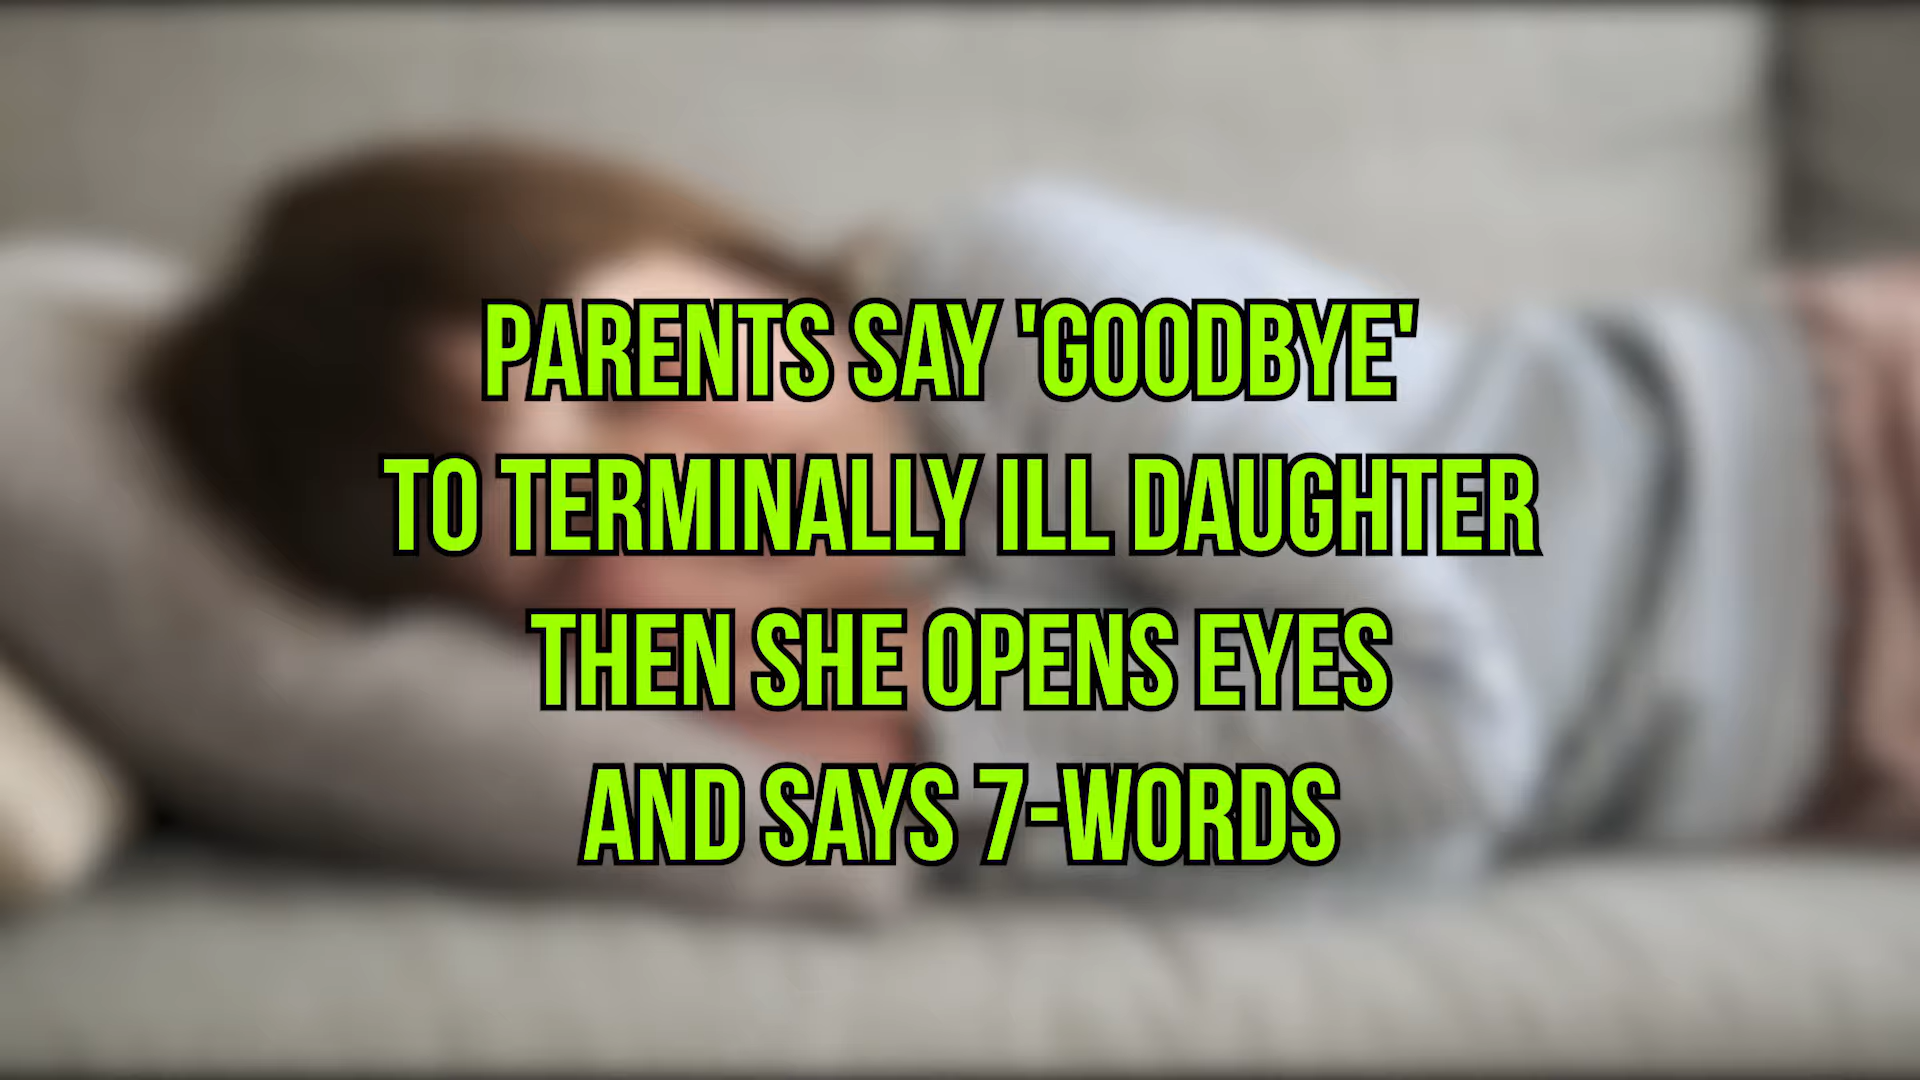 PARENTS SAY 'GOODBYE'
TO TERMINALLY ILL DAUGHTER
THEN SHE OPENS EYES
AND SAYS 7-WORDS